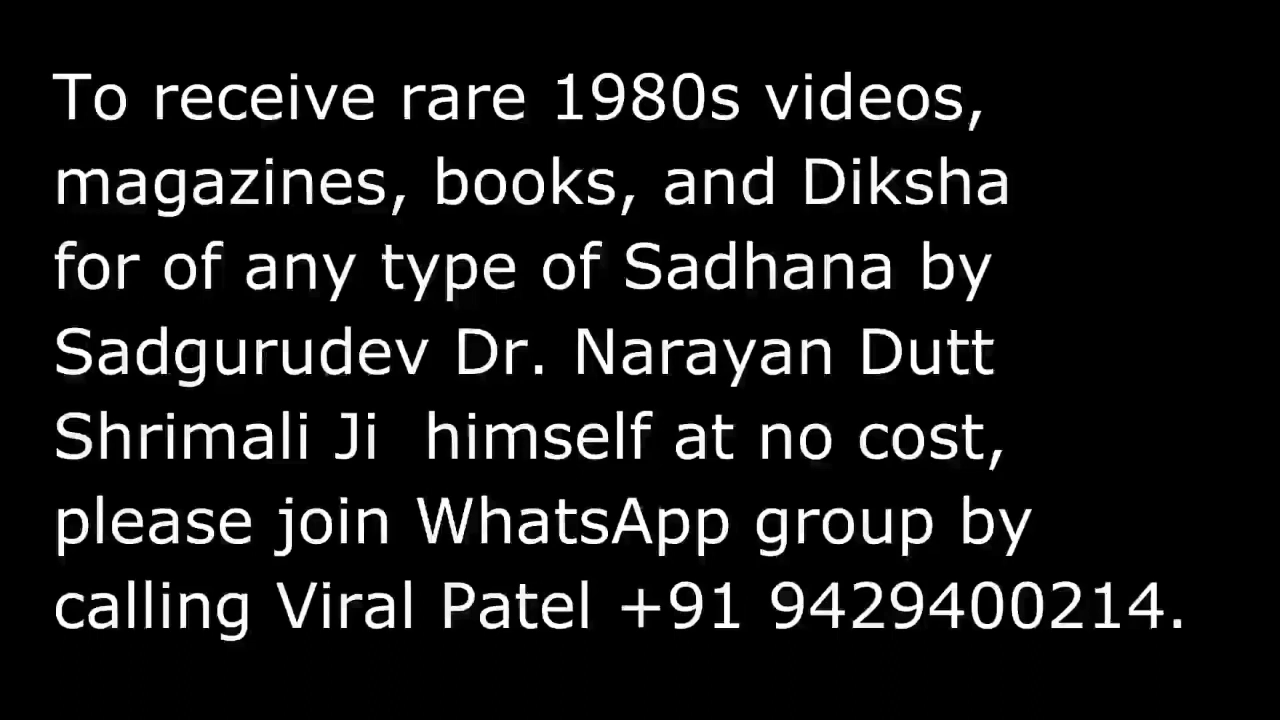 To receive rare 1980s videos,
magazines, books, and Diksha
for of any type of Sadhana by
Sadgurudev Dr. Narayan Dutt
Shrimali Ji  himself at no cost,
please join WhatsApp group by
calling Viral Patel +91 9429400214.